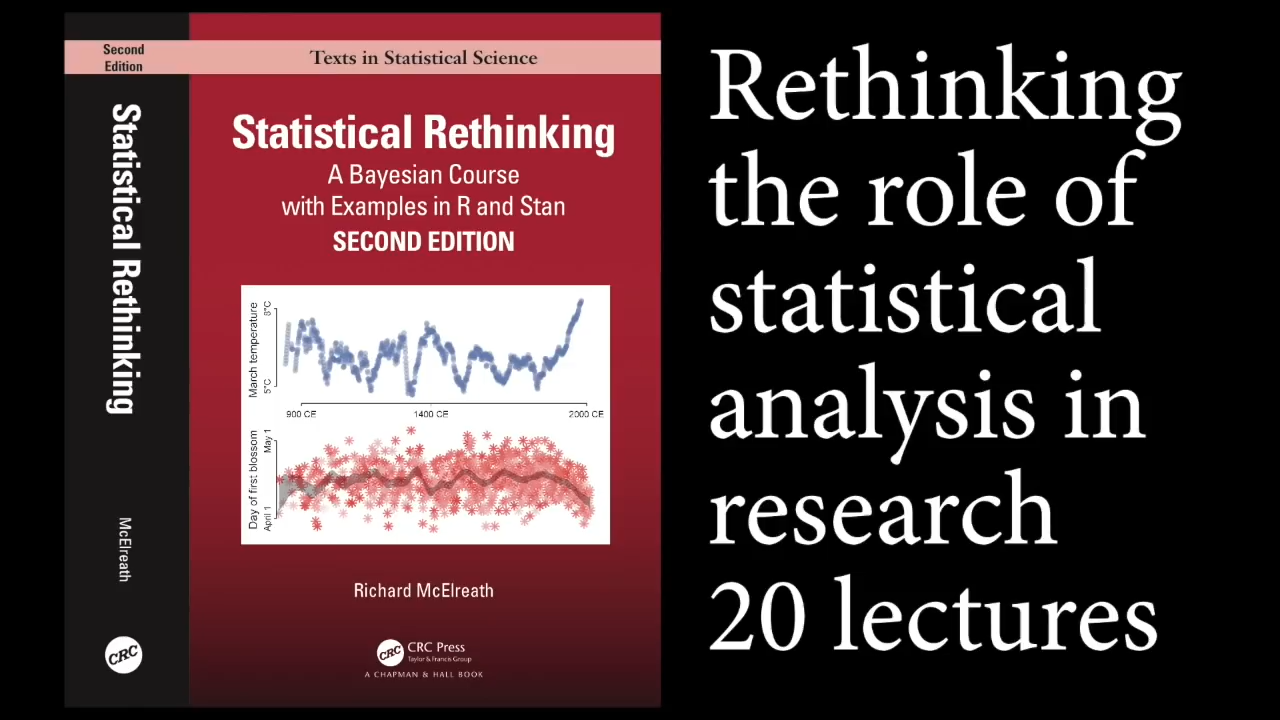 Second
Edition
Statistical Rethinking
McElreath
CRC
Texts in Statistical Science
Statistical Rethinking
A Bayesian Course
with Examples in R and Stan
SECOND EDITION
March temperature
8°C
5°C
900 CE
1400 CE
2000 CE
Day of first blossom
May 1
April 1
Richard McElreath
CRC
CRC Press
Taylor & Francis Group
A CHAPMAN & HALL BOOK
Rethinking
the role of
statistical
analysis in
research
20 lectures